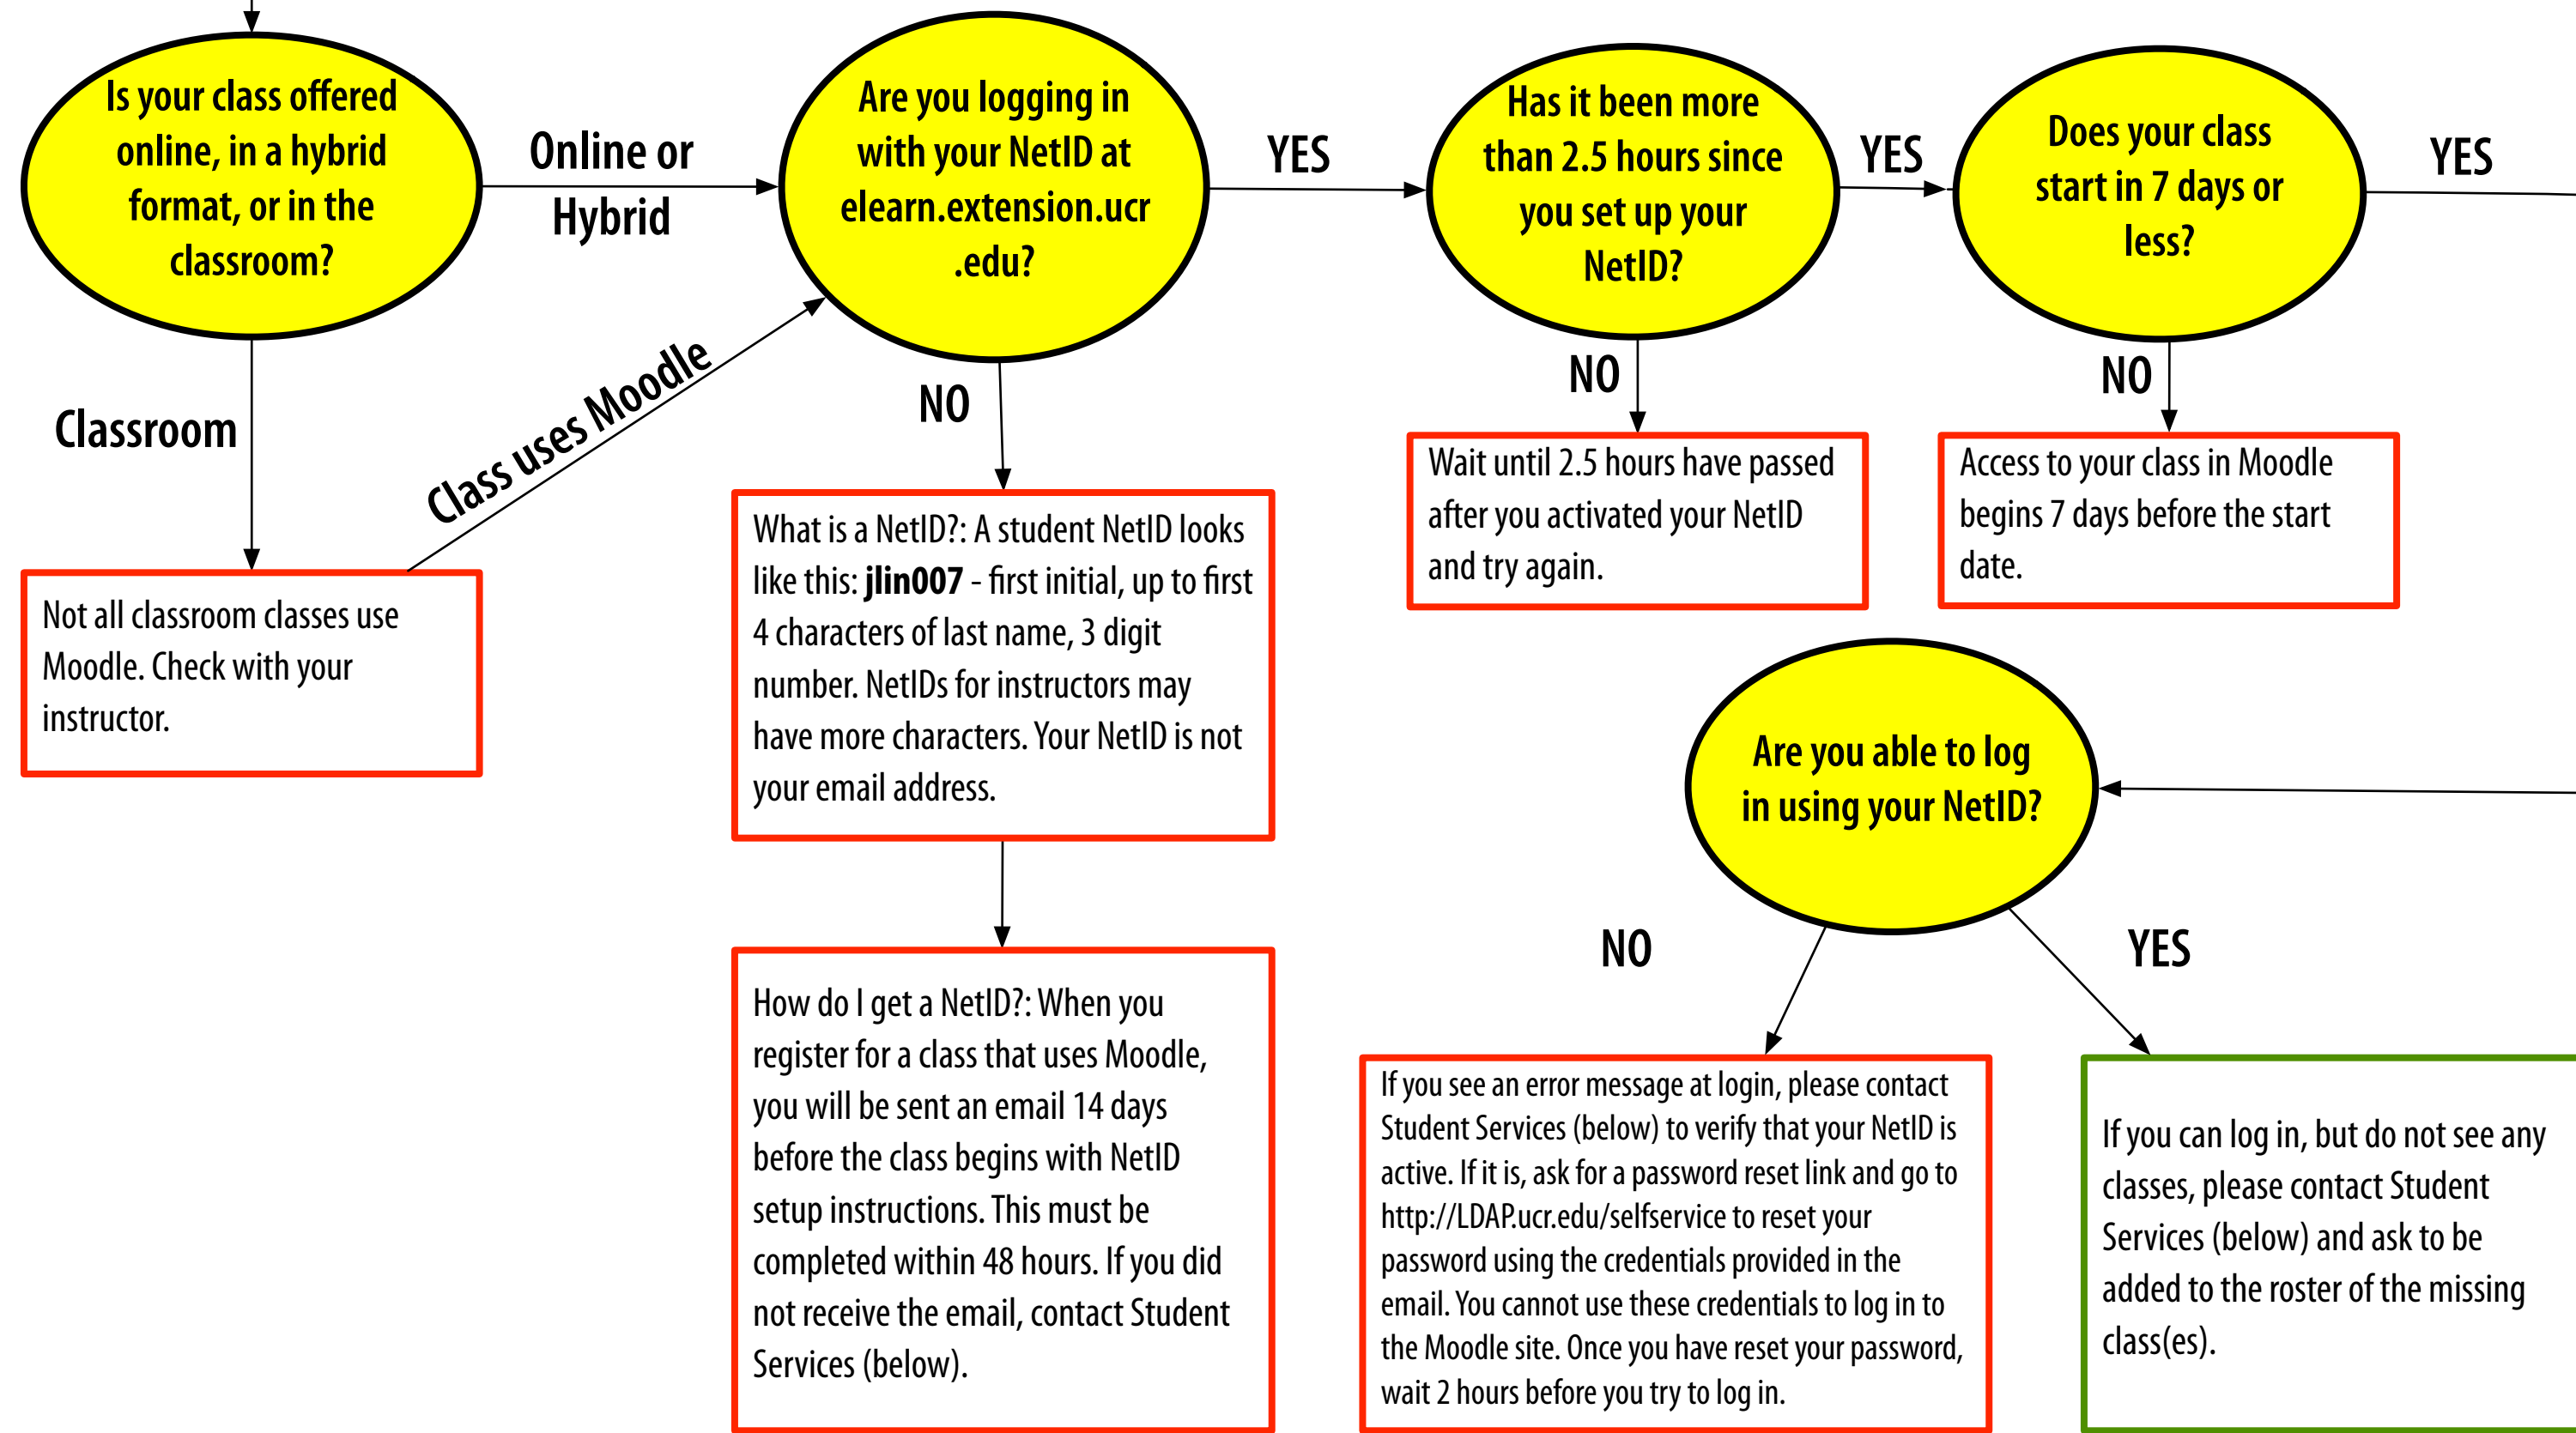 Is your class offered
online, in a hybrid
format, or in the
classroom?
Online or
Hybrid
Are you logging in
with your NetID at
elearn.extension.ucr
.edu?
YES
Has it been more
than 2.5 hours since
you set up your
NetID?
YES
Does your class
start in 7 days or
less?
YES
Classroom
Class uses Moodle
NO
NO
NO
Not all classroom classes use
Moodle. Check with your
instructor.
What is a NetID?: A student NetID looks
like this: jlin007 - first initial, up to first
4 characters of last name, 3 digit
number. NetIDs for instructors may
have more characters. Your NetID is not
your email address.
Wait until 2.5 hours have passed
after you activated your NetID
and try again.
Access to your class in Moodle
begins 7 days before the start
date.
Are you able to log
in using your NetID?
NO
YES
How do I get a NetID?: When you
register for a class that uses Moodle,
you will be sent an email 14 days
before the class begins with NetID
setup instructions. This must be
completed within 48 hours. If you did
not receive the email, contact Student
Services (below).
If you see an error message at login, please contact
Student Services (below) to verify that your NetID is
active. If it is, ask for a password reset link and go to
http://LDAP.ucr.edu/selfservice to reset your
password using the credentials provided in the
email. You cannot use these credentials to log in to
the Moodle site. Once you have reset your password,
wait 2 hours before you try to log in.
If you can log in, but do not see any
classes, please contact Student
Services (below) and ask to be
added to the roster of the missing
class(es).